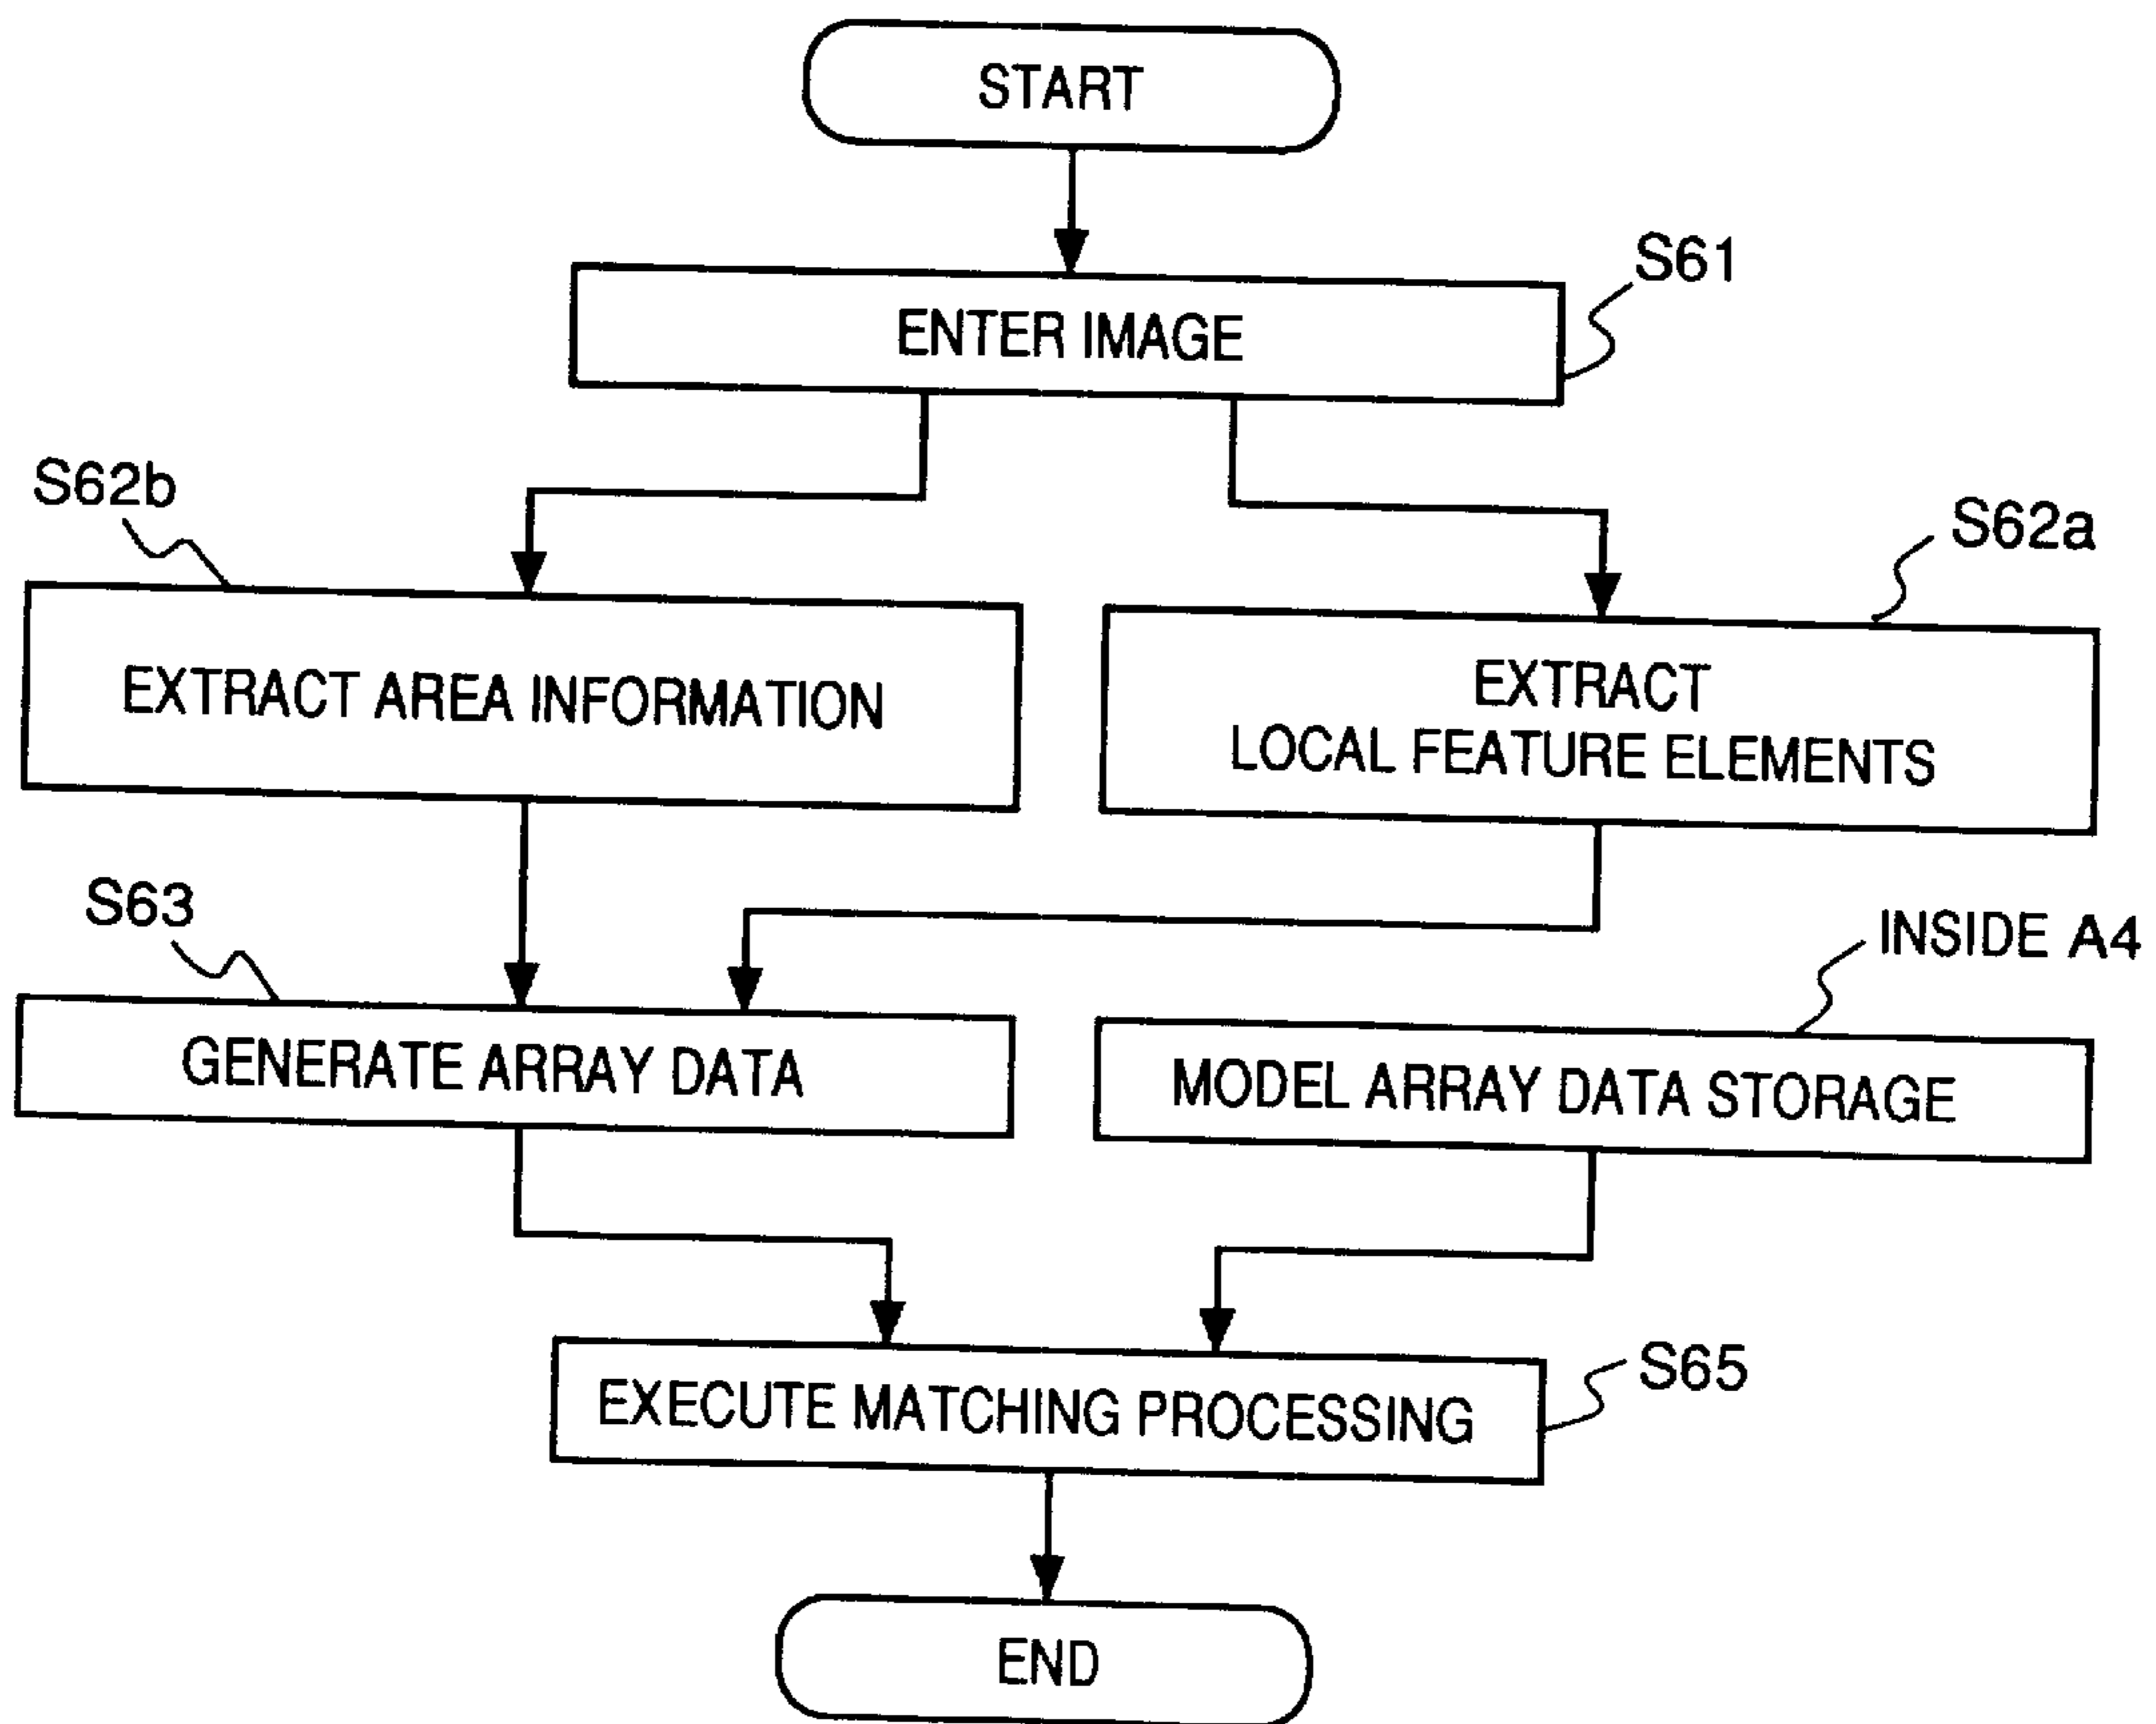 START
S61
ENTER IMAGE
S62b
S62a
EXTRACT AREA INFORMATION
EXTRACT
LOCAL FEATURE ELEMENTS
S63
INSIDE A4
GENERATE ARRAY DATA
MODEL ARRAY DATA STORAGE
S65
EXECUTE MATCHING PROCESSING
END